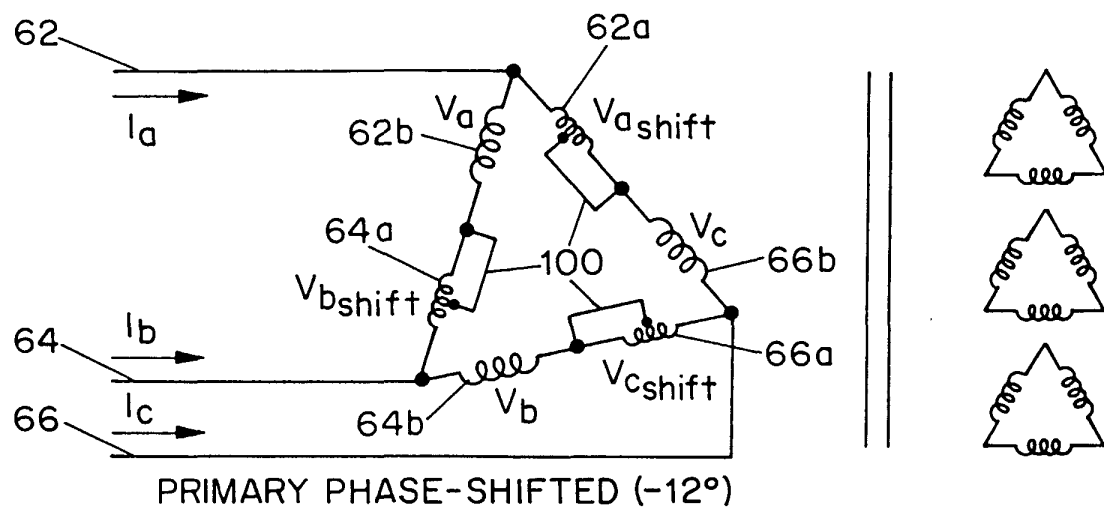 62
62a
Va
Va shift
Ia
62b
64a
Vc
100
66b
Vb shift
Ib
64
66a
Vc shift
Ic
Vb
66
64b
PRIMARY PHASE-SHIFTED (-12°)